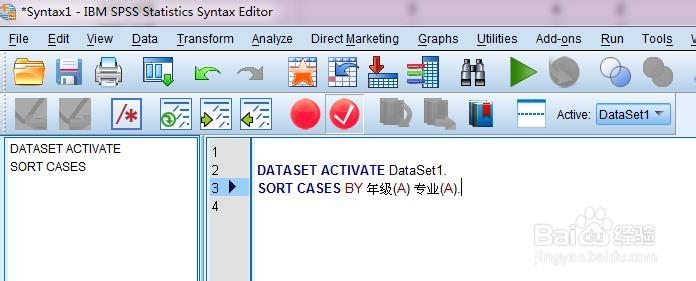 *Syntax1 - IBM SPSS Statistics Syntax Editor
File Edit View Data Transform Analyze Direct Marketing Graphs Utilities Add-ons Run Tools W
Active: DataSet1
DATASET ACTIVATE
SORT CASES
1
2 DATASET ACTIVATE DataSet1.
3 SORT CASES BY 年级(A) 专业(A).
4
Baidu 经验
jingyan.baidu.com